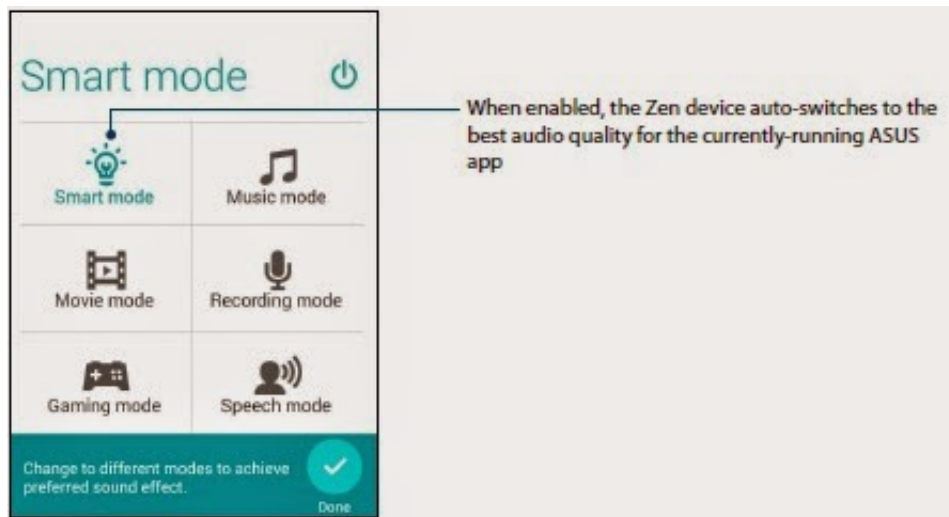 Smart mode
When enabled, the Zen device auto-switches to the
best audio quality for the currently-running ASUS
app
Smart mode
Music mode
Movie mode
Recording mode
Gaming mode
Speech mode
Change to different modes to achieve
preferred sound effect.
Done